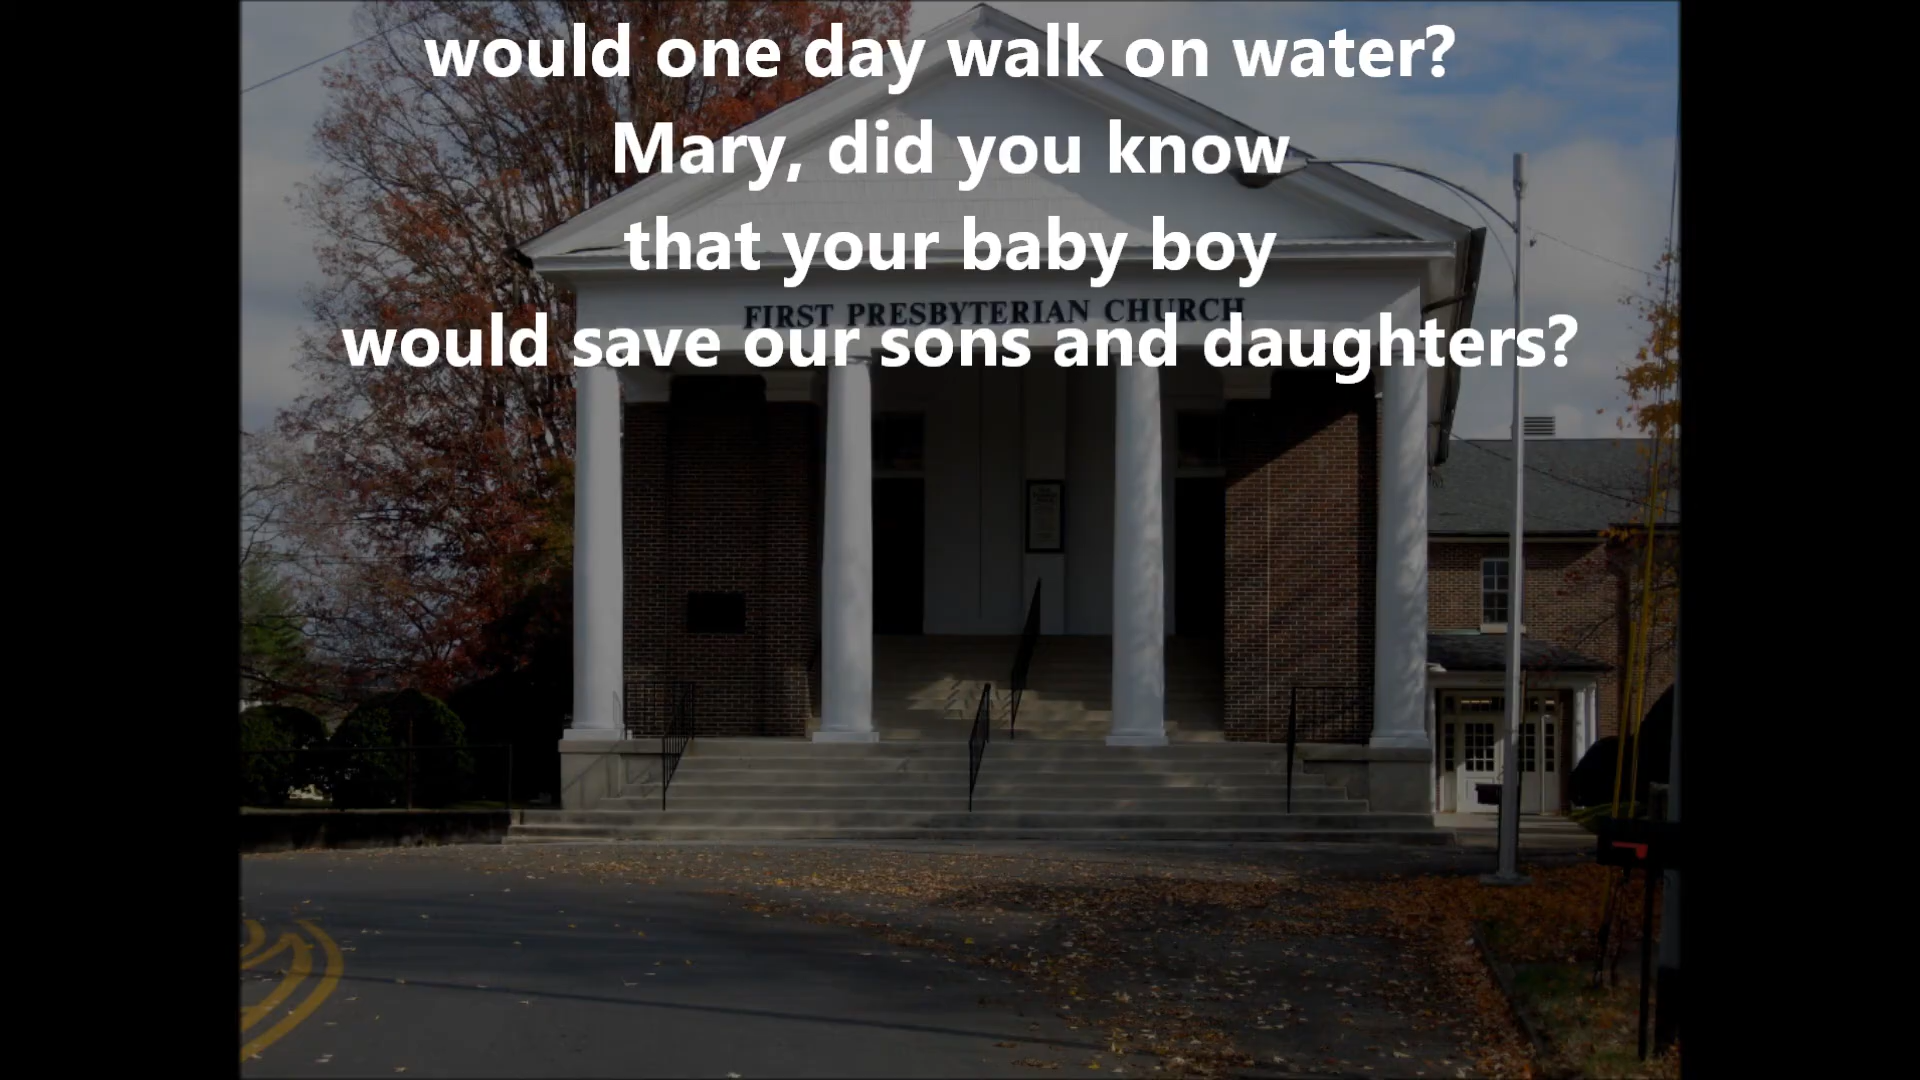 would one day walk on water?
Mary, did you know
that your baby boy
FIRST PRESBYTERIAN CHURCH
would save our sons and daughters?